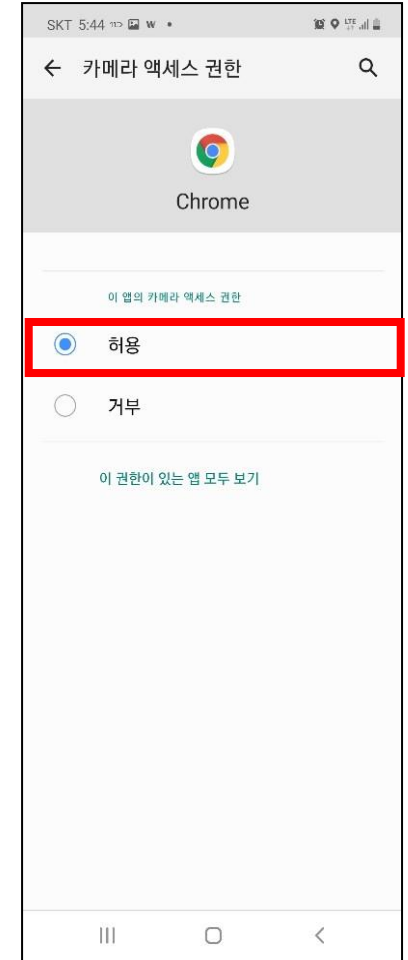 SKT 5:44 W
LTE
카메라 액세스 권한
Chrome
이 앱의 카메라 액세스 권한
허용
거부
이 권한이 있는 앱 모두 보기